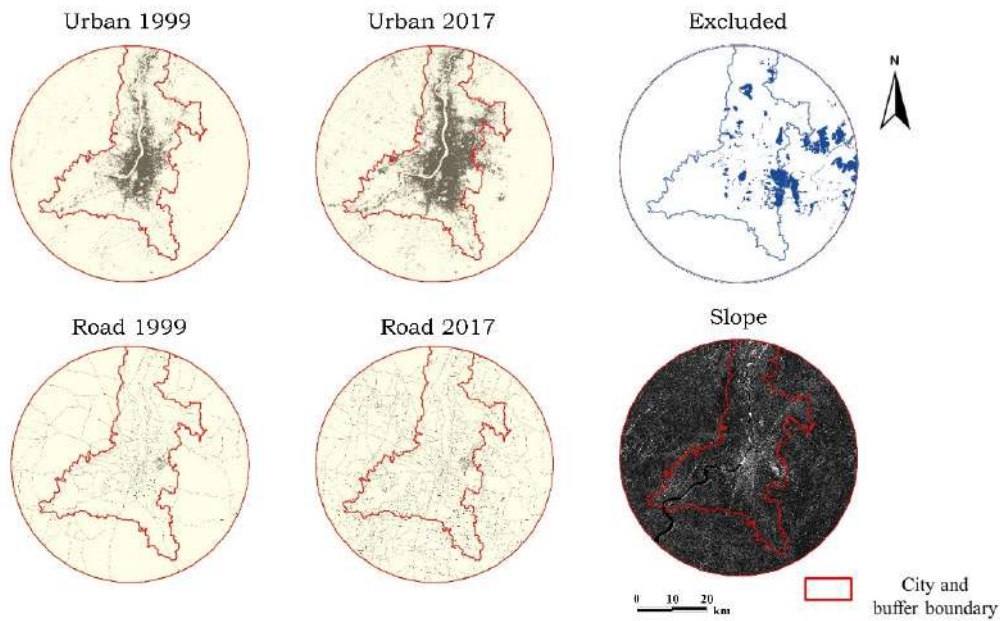 Urban 1999
Urban 2017
Excluded
N
Road 1999
Road 2017
Slope
0 10 20
km
City and
buffer boundary